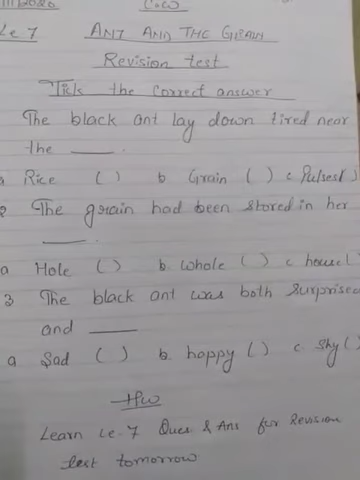 C.W
Le 7 ANT AND THE GRAIN
Revision test
Tick the correct answer
The black ant lay down tired near
the ____.
a Rice ( ) b Grain ( ) c Pulses( )
2 The grain had been stored in her
____.
a Hole ( ) b. whole ( ) c house( )
3 The black ant was both surprised
and ____
a Sad ( ) b. happy ( ) c. shy ( )
HW
Learn Le. 7 Ques. & Ans for Revision
test tomorrow